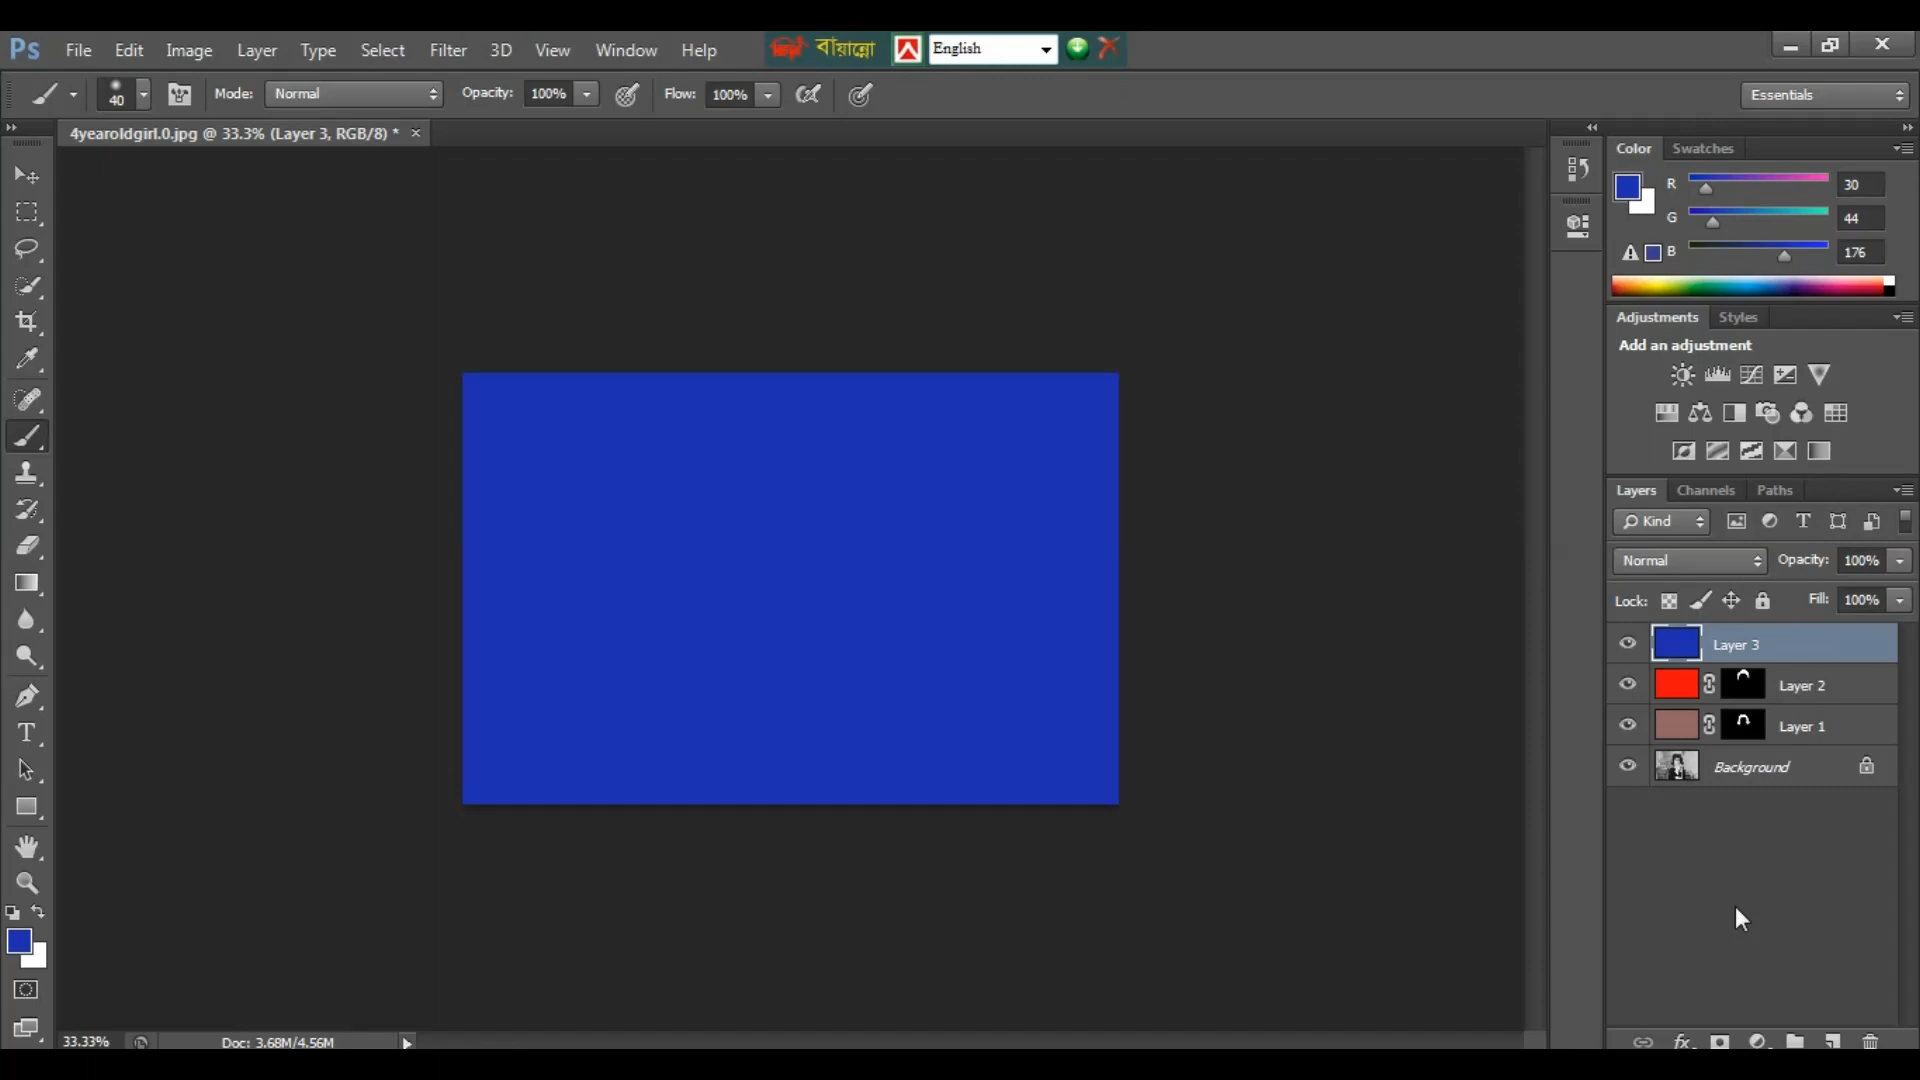 Ps File Edit Image Layer Type Select Filter 3D View Window Help বায়ান্নো English
40 Mode: Normal Opacity: 100% Flow: 100% Essentials
4yearoldgirl.0.jpg @ 33.3% (Layer 3, RGB/8) * ×
Color Swatches
R 30
G 44
B 176
Adjustments Styles
Add an adjustment
Layers Channels Paths
Kind
Normal Opacity: 100%
Lock: Fill: 100%
Layer 3
Layer 2
Layer 1
Background
33.33% Doc: 3.68M/4.56M